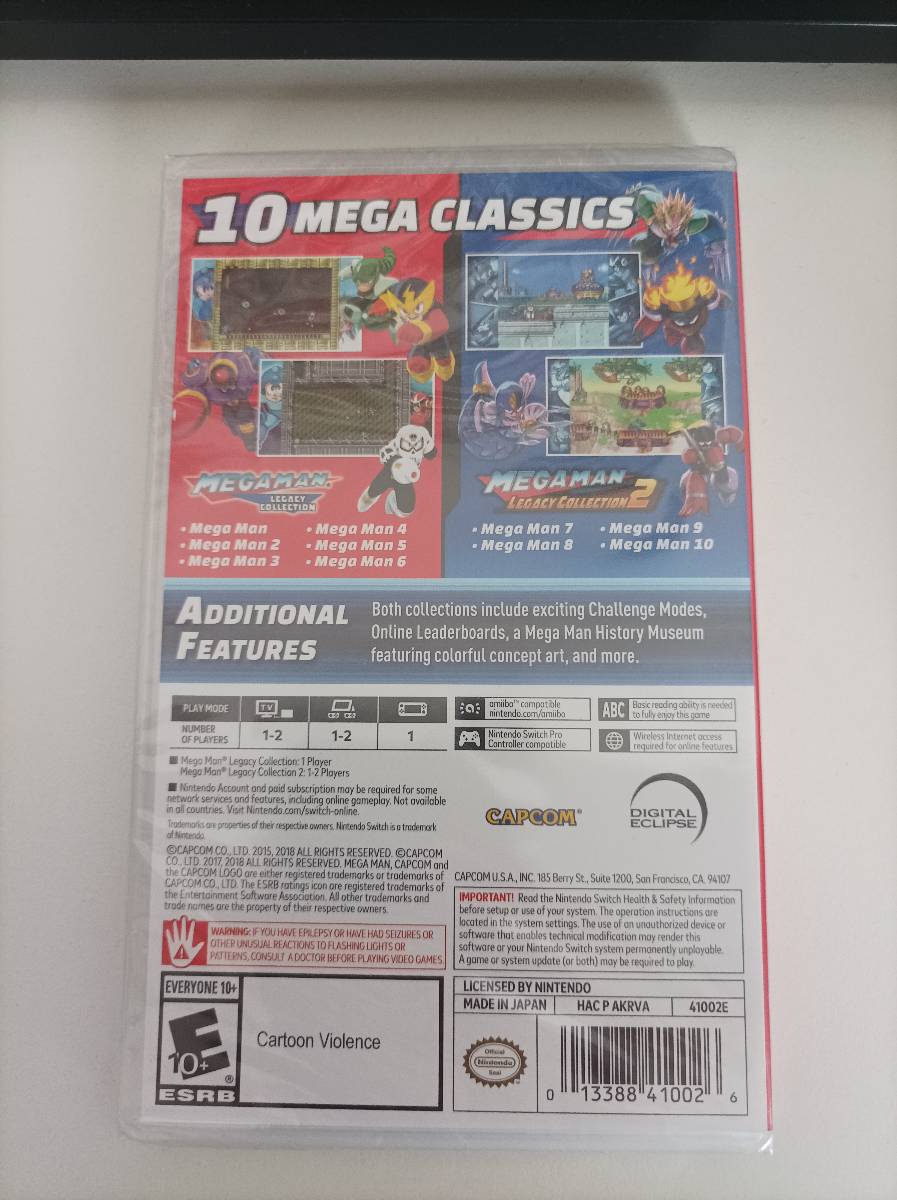 10 MEGA CLASSICS
MEGAMAN
LEGACY
COLLECTION
• Mega Man
• Mega Man 2
• Mega Man 3
• Mega Man 4
• Mega Man 5
• Mega Man 6
MEGAMAN
LEGACY COLLECTION 2
• Mega Man 7
• Mega Man 8
• Mega Man 9
• Mega Man 10
ADDITIONAL
FEATURES
Both collections include exciting Challenge Modes,
Online Leaderboards, a Mega Man History Museum
featuring colorful concept art, and more.
PLAY MODE
TV
NUMBER
OF PLAYERS
1-2
1-2
1
amiibo™ compatible
nintendo.com/amiibo
Nintendo Switch Pro
Controller compatible
ABC
Basic reading ability is needed
to fully enjoy this game
Wireless Internet access
required for online features
■ Mega Man® Legacy Collection: 1 Player
Mega Man® Legacy Collection 2: 1-2 Players
■ Nintendo Account and paid subscription may be required for some
network services and features, including online gameplay. Not available
in all countries. Visit Nintendo.com/switch-online.
Trademarks are properties of their respective owners. Nintendo Switch is a trademark
of Nintendo.
©CAPCOM CO., LTD. 2015, 2018 ALL RIGHTS RESERVED. ©CAPCOM
CO., LTD. 2017, 2018 ALL RIGHTS RESERVED. MEGA MAN, CAPCOM and
the CAPCOM LOGO are either registered trademarks or trademarks of
CAPCOM CO., LTD. The ESRB ratings icon are registered trademarks of
the Entertainment Software Association. All other trademarks and
trade names are the property of their respective owners.
CAPCOM®
DIGITAL
ECLIPSE™
CAPCOM U.S.A., INC. 185 Berry St., Suite 1200, San Francisco, CA. 94107
WARNING: IF YOU HAVE EPILEPSY OR HAVE HAD SEIZURES OR
OTHER UNUSUAL REACTIONS TO FLASHING LIGHTS OR
PATTERNS, CONSULT A DOCTOR BEFORE PLAYING VIDEO GAMES.
IMPORTANT! Read the Nintendo Switch Health & Safety Information
before setup or use of your system. The operation instructions are
located in the system settings. The use of an unauthorized device or
software that enables technical modification may render this
software or your Nintendo Switch system permanently unplayable.
A game or system update (or both) may be required to play.
EVERYONE 10+
E
10+
®
ESRB
Cartoon Violence
LICENSED BY NINTENDO
MADE IN JAPAN
HAC P AKRVA
41002E
Official
Nintendo
Seal
0 13388 41002 6